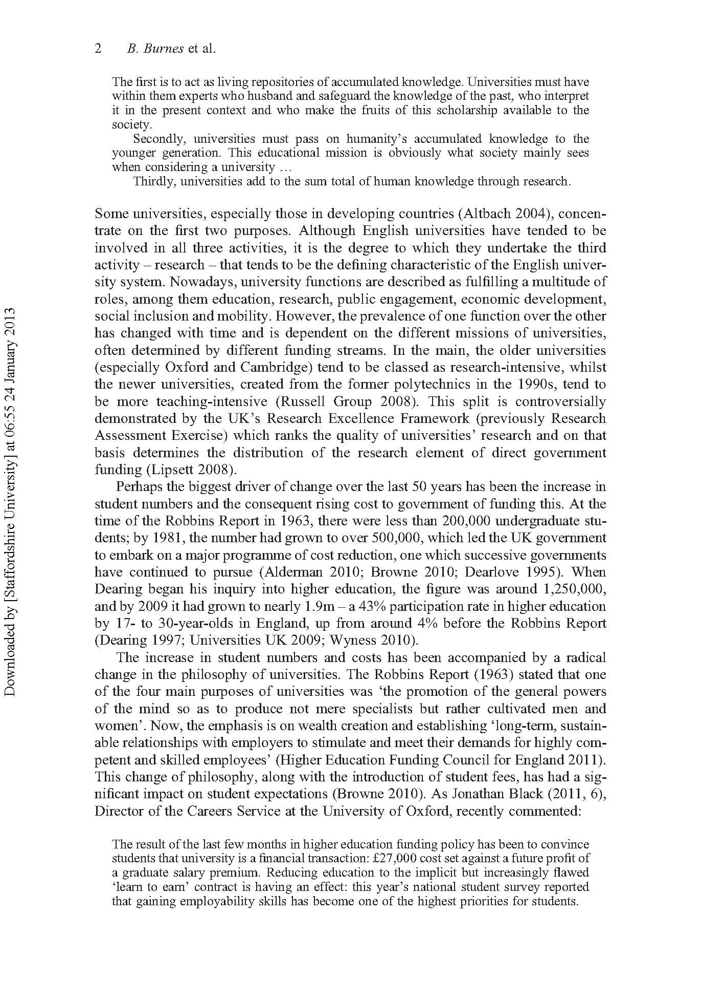 2 B. Burnes et al.
The first is to act as living repositories of accumulated knowledge. Universities must have
within them experts who husband and safeguard the knowledge of the past, who interpret
it in the present context and who make the fruits of this scholarship available to the
society.
Secondly, universities must pass on humanity’s accumulated knowledge to the
younger generation. This educational mission is obviously what society mainly sees
when considering a university …
Thirdly, universities add to the sum total of human knowledge through research.
Some universities, especially those in developing countries (Altbach 2004), concen-
trate on the first two purposes. Although English universities have tended to be
involved in all three activities, it is the degree to which they undertake the third
activity – research – that tends to be the defining characteristic of the English univer-
sity system. Nowadays, university functions are described as fulfilling a multitude of
roles, among them education, research, public engagement, economic development,
social inclusion and mobility. However, the prevalence of one function over the other
has changed with time and is dependent on the different missions of universities,
often determined by different funding streams. In the main, the older universities
(especially Oxford and Cambridge) tend to be classed as research-intensive, whilst
the newer universities, created from the former polytechnics in the 1990s, tend to
be more teaching-intensive (Russell Group 2008). This split is controversially
demonstrated by the UK’s Research Excellence Framework (previously Research
Assessment Exercise) which ranks the quality of universities’ research and on that
basis determines the distribution of the research element of direct government
funding (Lipsett 2008).
Perhaps the biggest driver of change over the last 50 years has been the increase in
student numbers and the consequent rising cost to government of funding this. At the
time of the Robbins Report in 1963, there were less than 200,000 undergraduate stu-
dents; by 1981, the number had grown to over 500,000, which led the UK government
to embark on a major programme of cost reduction, one which successive governments
have continued to pursue (Alderman 2010; Browne 2010; Dearlove 1995). When
Dearing began his inquiry into higher education, the figure was around 1,250,000,
and by 2009 it had grown to nearly 1.9m – a 43% participation rate in higher education
by 17- to 30-year-olds in England, up from around 4% before the Robbins Report
(Dearing 1997; Universities UK 2009; Wyness 2010).
The increase in student numbers and costs has been accompanied by a radical
change in the philosophy of universities. The Robbins Report (1963) stated that one
of the four main purposes of universities was ‘the promotion of the general powers
of the mind so as to produce not mere specialists but rather cultivated men and
women’. Now, the emphasis is on wealth creation and establishing ‘long-term, sustain-
able relationships with employers to stimulate and meet their demands for highly com-
petent and skilled employees’ (Higher Education Funding Council for England 2011).
This change of philosophy, along with the introduction of student fees, has had a sig-
nificant impact on student expectations (Browne 2010). As Jonathan Black (2011, 6),
Director of the Careers Service at the University of Oxford, recently commented:
The result of the last few months in higher education funding policy has been to convince
students that university is a financial transaction: £27,000 cost set against a future profit of
a graduate salary premium. Reducing education to the implicit but increasingly flawed
‘learn to earn’ contract is having an effect: this year’s national student survey reported
that gaining employability skills has become one of the highest priorities for students.
Downloaded by [Staffordshire University] at 06:55 24 January 2013